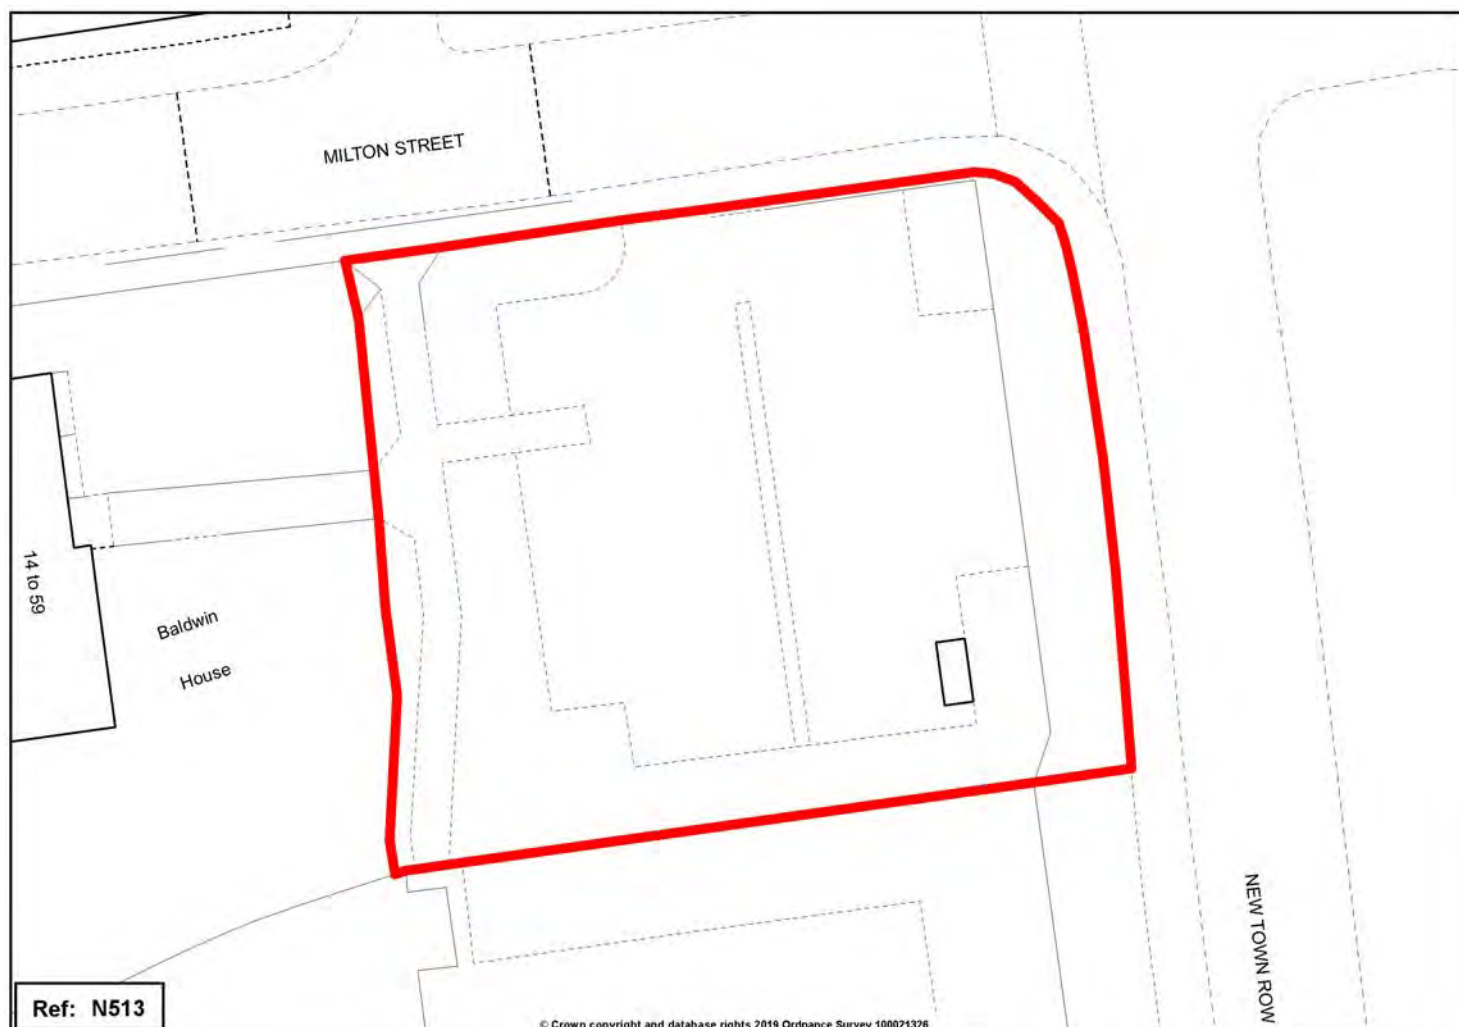 MILTON STREET
14 to 59
Baldwin
House
NEW TOWN ROW
Ref: N513
© Crown copyright and database rights 2019 Ordnance Survey 100021326